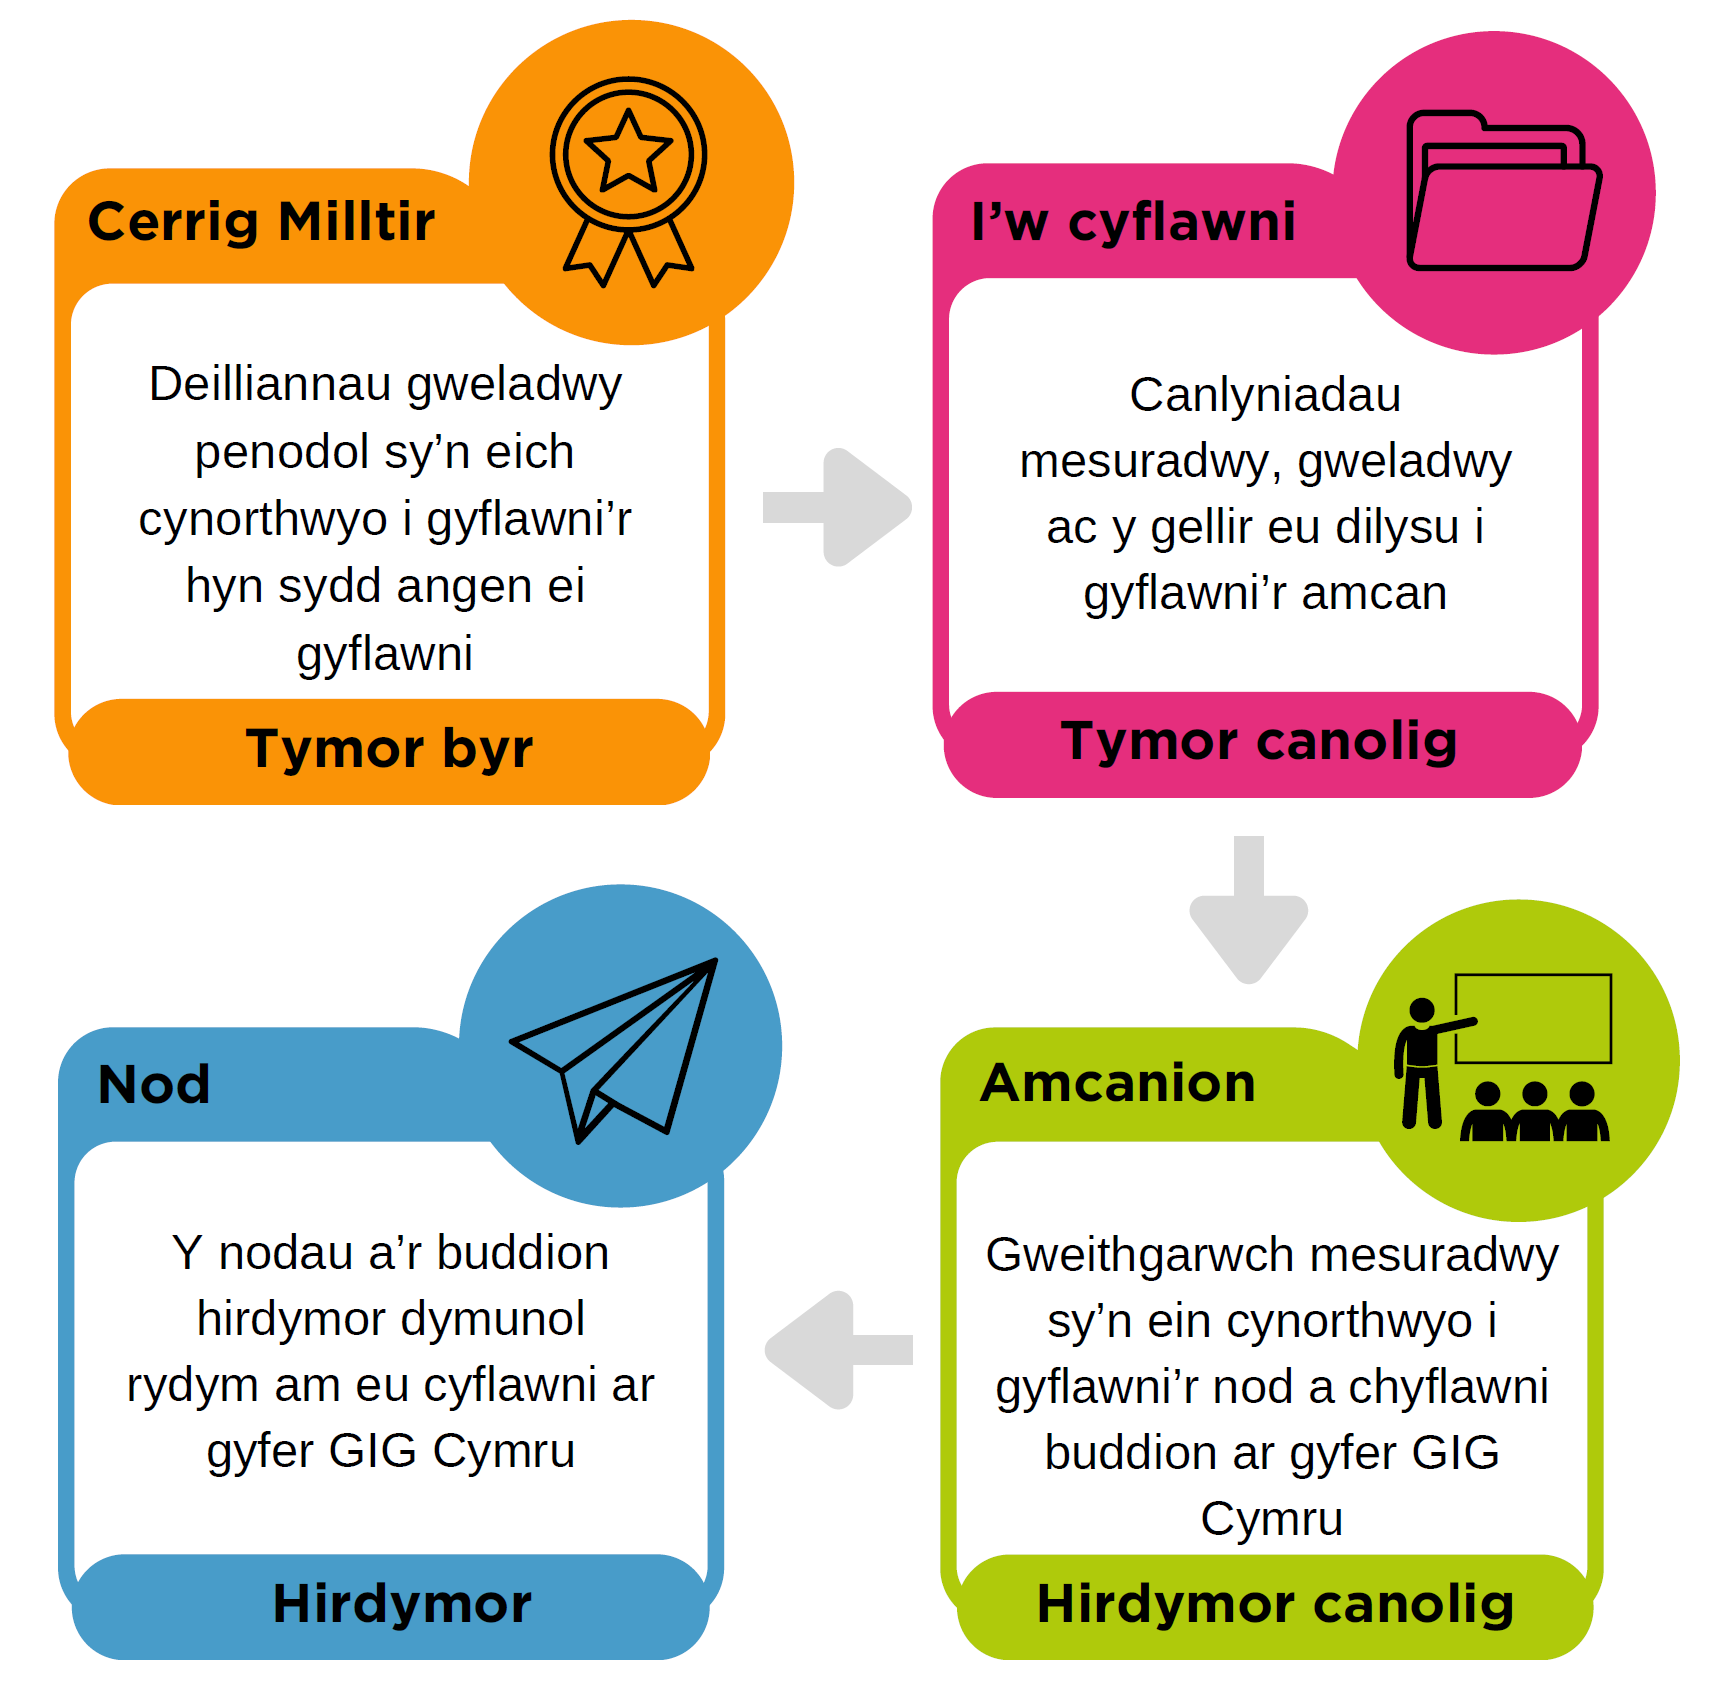 Cerrig Milltir
Deilliannau gweladwy
penodol sy’n eich
cynorthwyo i gyflawni’r
hyn sydd angen ei
gyflawni
Tymor byr
I’w cyflawni
Canlyniadau
mesuradwy, gweladwy
ac y gellir eu dilysu i
gyflawni’r amcan
Tymor canolig
Amcanion
Gweithgarwch mesuradwy
sy’n ein cynorthwyo i
gyflawni’r nod a chyflawni
buddion ar gyfer GIG
Cymru
Hirdymor canolig
Nod
Y nodau a’r buddion
hirdymor dymunol
rydym am eu cyflawni ar
gyfer GIG Cymru
Hirdymor